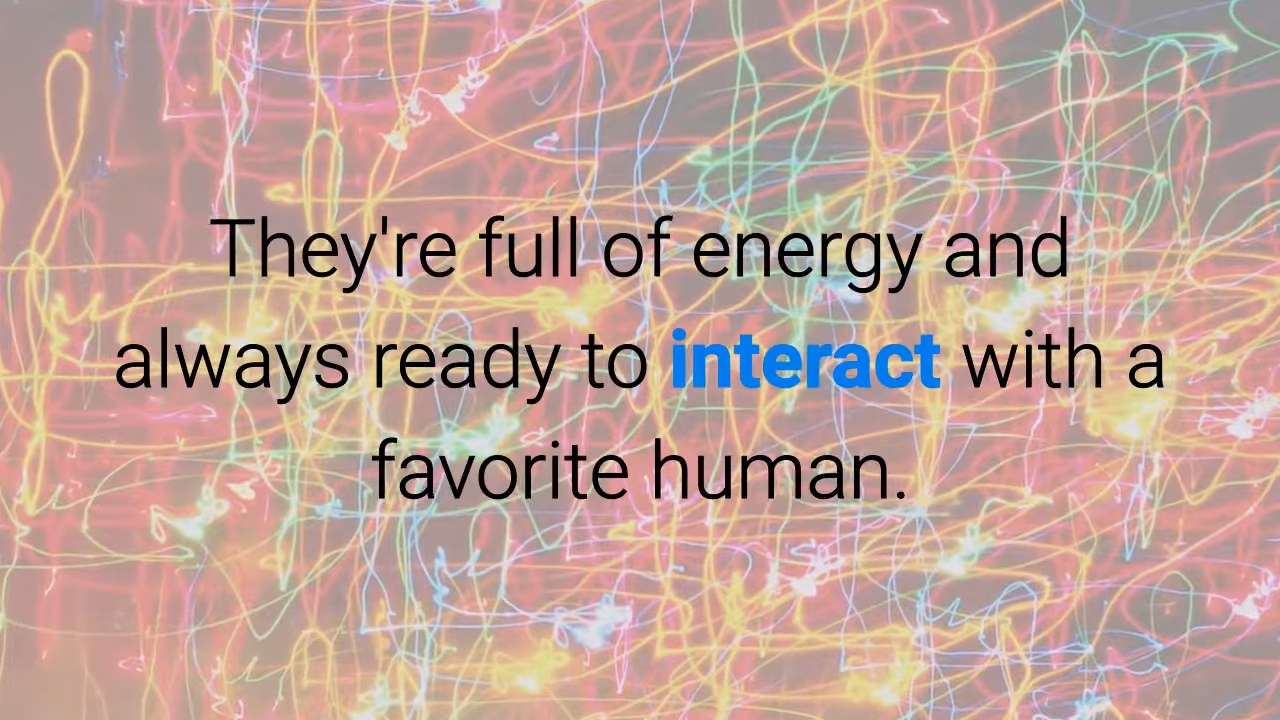 They're full of energy and
always ready to interact with a
favorite human.